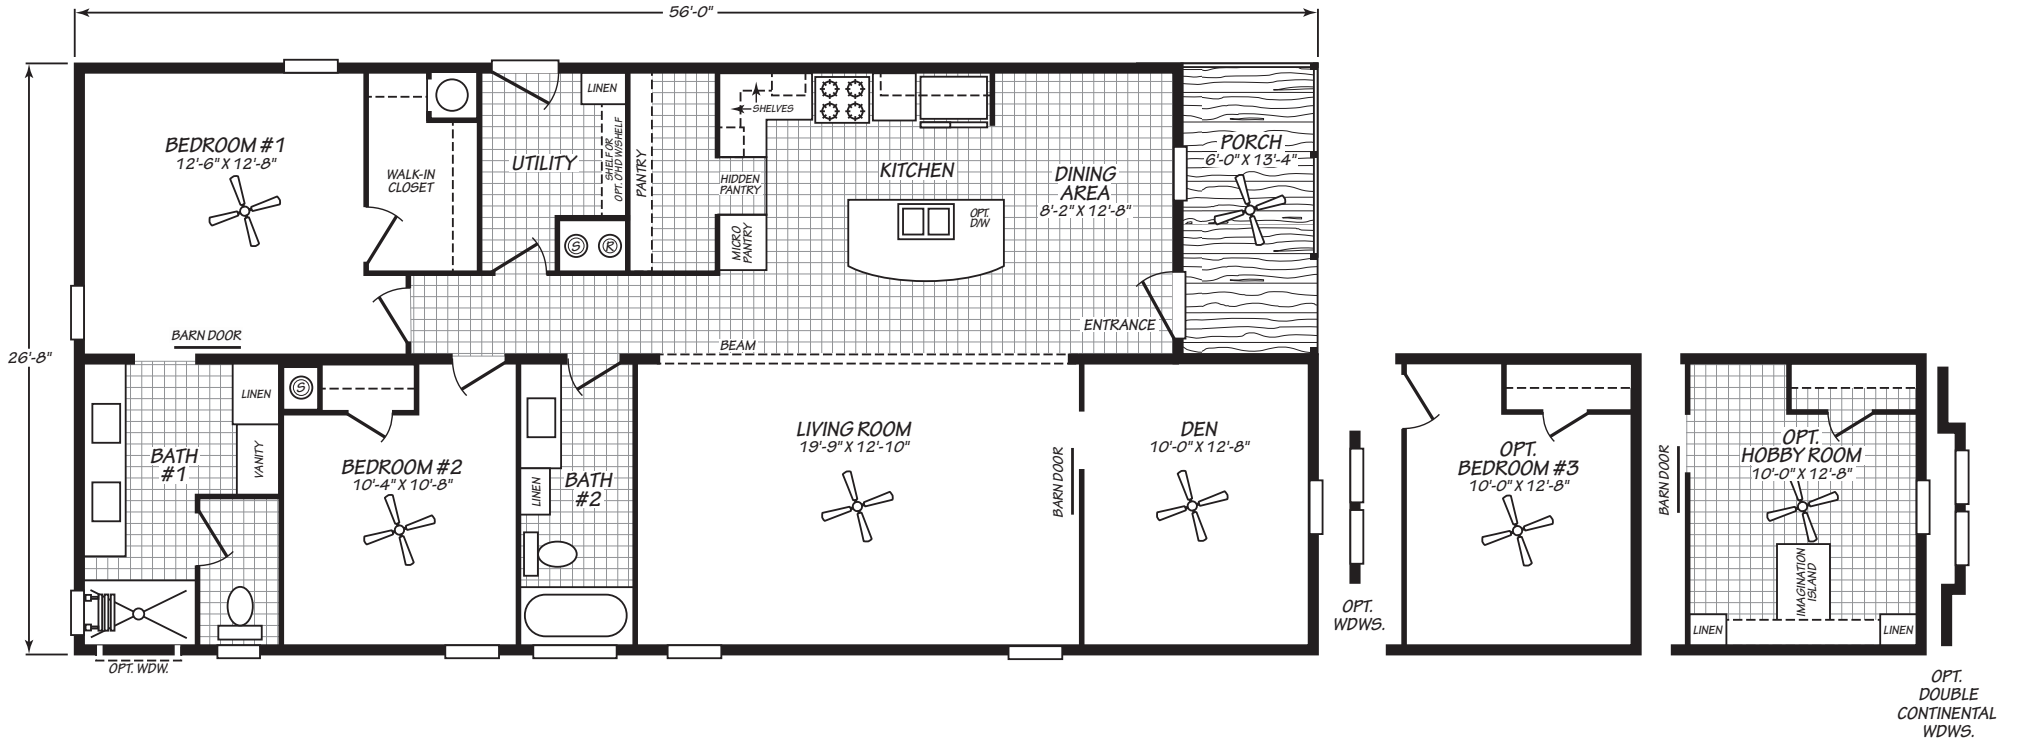 56'-0"
26'-8"
BEDROOM #1
12'-6" X 12'-8"
WALK-IN
CLOSET
UTILITY
LINEN
SHELF OR
OPT. O'HD W/SHELF
PANTRY
S
R
SHELVES
HIDDEN
PANTRY
MICRO
PANTRY
KITCHEN
OPT.
D/W
DINING
AREA
8'-2" X 12'-8"
PORCH
6'-0" X 13'-4"
ENTRANCE
BEAM
BARN DOOR
LINEN
VANITY
BATH
#1
OPT. WDW.
S
BEDROOM #2
10'-4" X 10'-8"
LINEN
BATH
#2
LIVING ROOM
19'-9" X 12'-10"
BARN DOOR
DEN
10'-0" X 12'-8"
OPT.
WDWS.
OPT.
BEDROOM #3
10'-0" X 12'-8"
BARN DOOR
OPT.
HOBBY ROOM
10'-0" X 12'-8"
IMAGINATION
ISLAND
LINEN
LINEN
OPT.
DOUBLE
CONTINENTAL
WDWS.